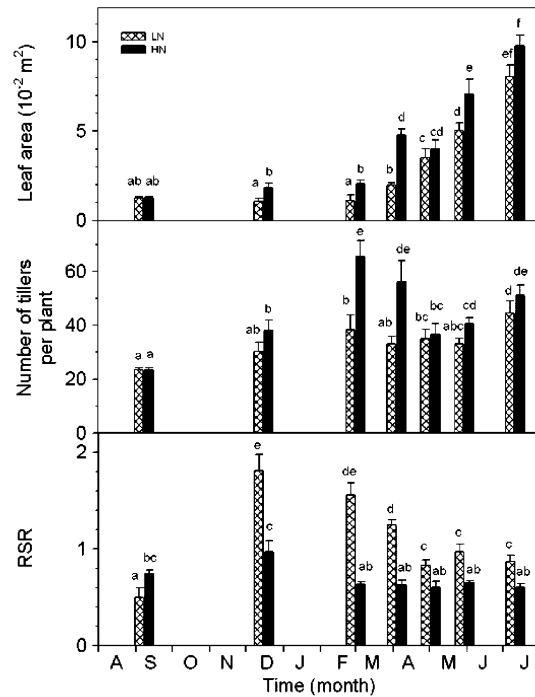 LN
HN
Leaf area (10⁻² m²)
10
5
0
ab ab
a b
a b
b d
c cd
d e
ef f
Number of tillers
per plant
60
40
20
0
a a
ab b
b e
ab de
bc bc
abc cd
d de
RSR
2
1
0
a bc
e c
de ab
d ab
c ab
c ab
c ab
A S O N D J F M A M J J
Time (month)